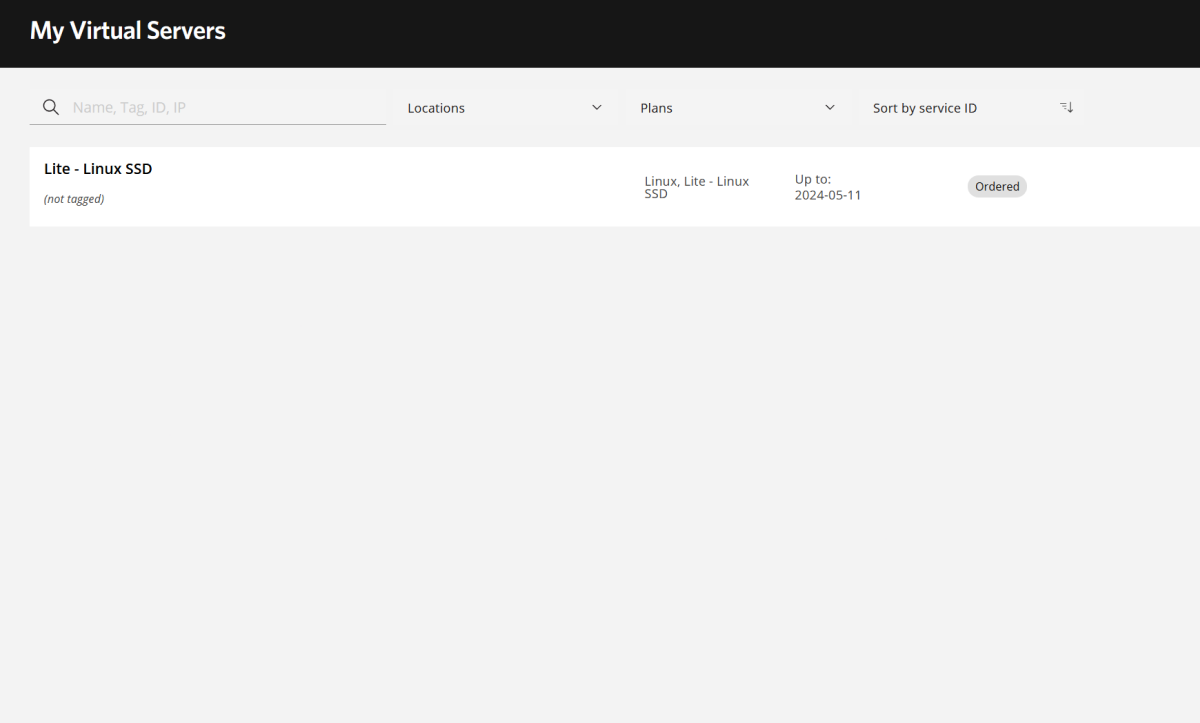 My Virtual Servers
Name, Tag, ID, IP
Locations
Plans
Sort by service ID
Lite - Linux SSD
(not tagged)
Linux, Lite - Linux
SSD
Up to:
2024-05-11
Ordered